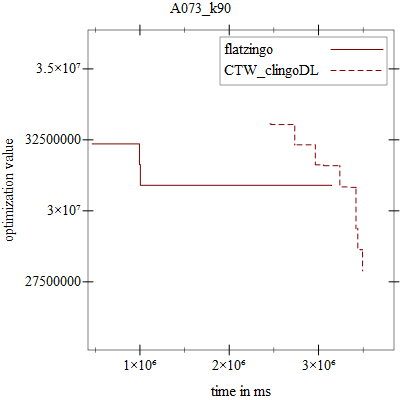 A073_k90
flatzingo
CTW_clingoDL
3.5×10⁷
32500000
3×10⁷
27500000
optimization value
1×10⁶ 2×10⁶ 3×10⁶
time in ms